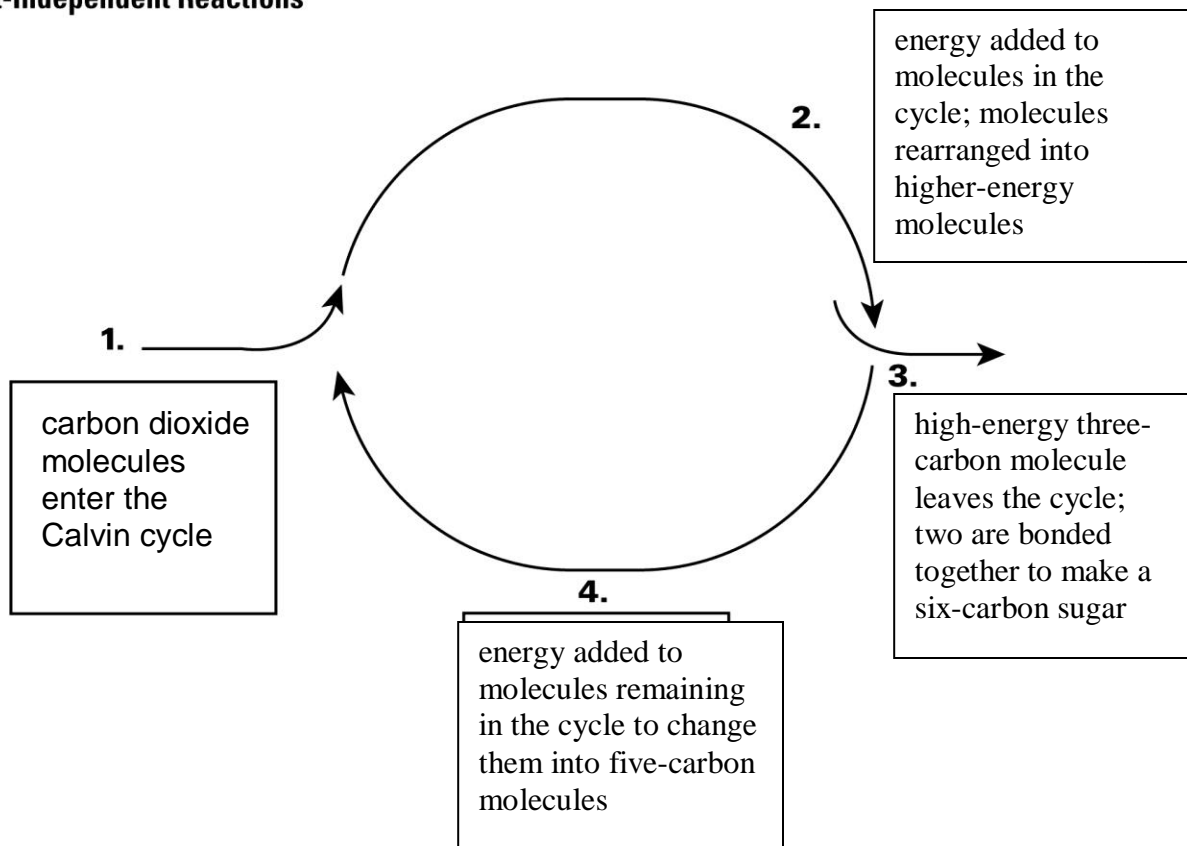 -Independent Reactions
energy added to
molecules in the
cycle; molecules
rearranged into
higher-energy
molecules
2.
1.
carbon dioxide
molecules
enter the
Calvin cycle
3.
high-energy three-
carbon molecule
leaves the cycle;
two are bonded
together to make a
six-carbon sugar
4.
energy added to
molecules remaining
in the cycle to change
them into five-carbon
molecules